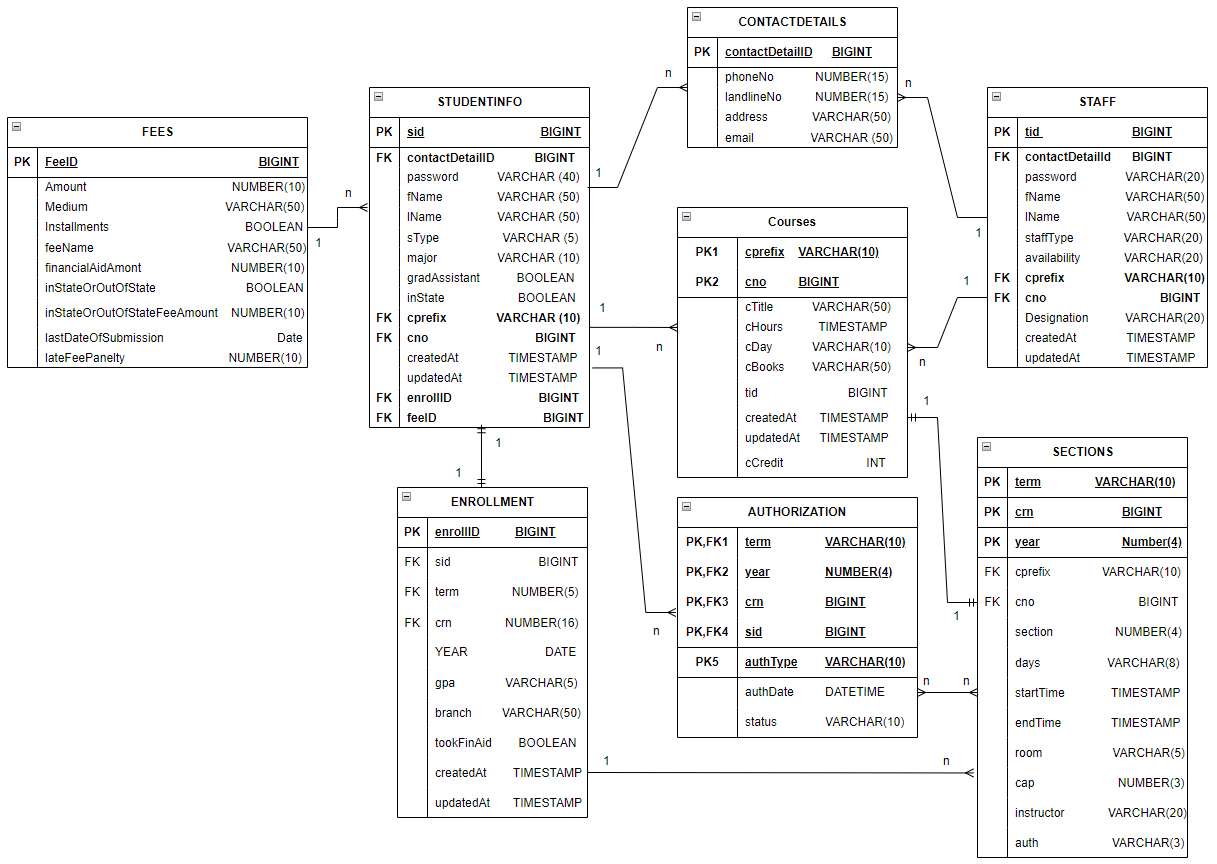 CONTACTDETAILS
PK contactDetailID BIGINT
phoneNo NUMBER(15)
landlineNo NUMBER(15)
address VARCHAR(50)
email VARCHAR (50)
n
n
STUDENTINFO
PK sid BIGINT
FK contactDetailID BIGINT
password VARCHAR (40)
fName VARCHAR (50)
lName VARCHAR (50)
sType VARCHAR (5)
major VARCHAR (10)
gradAssistant BOOLEAN
inState BOOLEAN
FK cprefix VARCHAR (10)
FK cno BIGINT
createdAt TIMESTAMP
updatedAt TIMESTAMP
FK enrollID BIGINT
FK feeID BIGINT
1
1
n
1
1
STAFF
PK tid BIGINT
FK contactDetailId BIGINT
password VARCHAR(20)
fName VARCHAR(50)
lName VARCHAR(50)
staffType VARCHAR(20)
availability VARCHAR(20)
FK cprefix VARCHAR(10)
FK cno BIGINT
Designation VARCHAR(20)
createdAt TIMESTAMP
updatedAt TIMESTAMP
1
1
n
FEES
PK FeeID BIGINT
Amount NUMBER(10)
Medium VARCHAR(50)
Installments BOOLEAN
feeName VARCHAR(50)
financialAidAmont NUMBER(10)
inStateOrOutOfState BOOLEAN
inStateOrOutOfStateFeeAmount NUMBER(10)
lastDateOfSubmission Date
lateFeePanelty NUMBER(10)
n
1
Courses
PK1 cprefix VARCHAR(10)
PK2 cno BIGINT
cTitle VARCHAR(50)
cHours TIMESTAMP
cDay VARCHAR(10)
cBooks VARCHAR(50)
tid BIGINT
createdAt TIMESTAMP
updatedAt TIMESTAMP
cCredit INT
1
1
SECTIONS
PK term VARCHAR(10)
PK crn BIGINT
PK year Number(4)
FK cprefix VARCHAR(10)
FK cno BIGINT
section NUMBER(4)
days VARCHAR(8)
startTime TIMESTAMP
endTime TIMESTAMP
room VARCHAR(5)
cap NUMBER(3)
instructor VARCHAR(20)
auth VARCHAR(3)
1
ENROLLMENT
PK enrollID BIGINT
FK sid BIGINT
FK term NUMBER(5)
FK crn NUMBER(16)
YEAR DATE
gpa VARCHAR(5)
branch VARCHAR(50)
tookFinAid BOOLEAN
createdAt TIMESTAMP
updatedAt TIMESTAMP
AUTHORIZATION
PK,FK1 term VARCHAR(10)
PK,FK2 year NUMBER(4)
PK,FK3 crn BIGINT
PK,FK4 sid BIGINT
PK5 authType VARCHAR(10)
authDate DATETIME
status VARCHAR(10)
n
n n
1 n